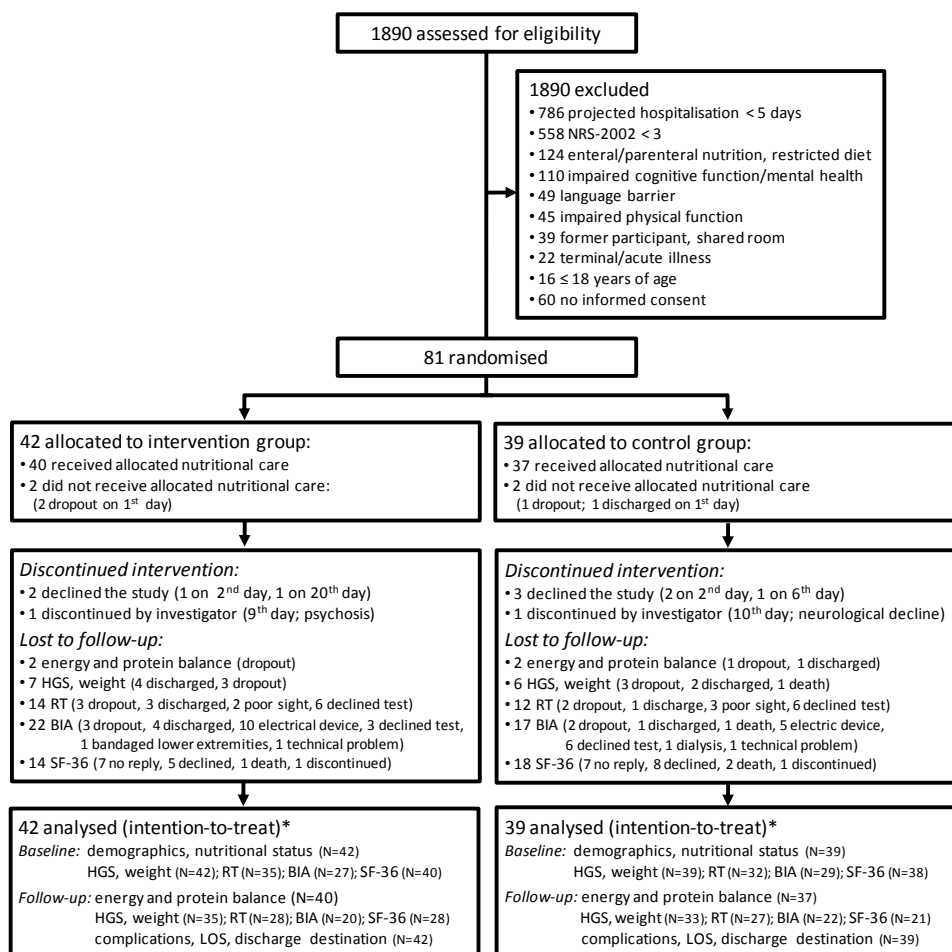 1890 assessed for eligibility
1890 excluded
• 786 projected hospitalisation < 5 days
• 558 NRS-2002 < 3
• 124 enteral/parenteral nutrition, restricted diet
• 110 impaired cognitive function/mental health
• 49 language barrier
• 45 impaired physical function
• 39 former participant, shared room
• 22 terminal/acute illness
• 16 ≤ 18 years of age
• 60 no informed consent
81 randomised
42 allocated to intervention group:
• 40 received allocated nutritional care
• 2 did not receive allocated nutritional care:
(2 dropout on 1st day)
39 allocated to control group:
• 37 received allocated nutritional care
• 2 did not receive allocated nutritional care
(1 dropout; 1 discharged on 1st day)
Discontinued intervention:
• 2 declined the study (1 on 2nd day, 1 on 20th day)
• 1 discontinued by investigator (9th day; psychosis)
Lost to follow-up:
• 2 energy and protein balance (dropout)
• 7 HGS, weight (4 discharged, 3 dropout)
• 14 RT (3 dropout, 3 discharged, 2 poor sight, 6 declined test)
• 22 BIA (3 dropout, 4 discharged, 10 electrical device, 3 declined test,
1 bandaged lower extremities, 1 technical problem)
• 14 SF-36 (7 no reply, 5 declined, 1 death, 1 discontinued)
Discontinued intervention:
• 3 declined the study (2 on 2nd day, 1 on 6th day)
• 1 discontinued by investigator (10th day; neurological decline)
Lost to follow-up:
• 2 energy and protein balance (1 dropout, 1 discharged)
• 6 HGS, weight (3 dropout, 2 discharged, 1 death)
• 12 RT (2 dropout, 1 discharge, 3 poor sight, 6 declined test)
• 17 BIA (2 dropout, 1 discharged, 1 death, 5 electric device,
6 declined test, 1 dialysis, 1 technical problem)
• 18 SF-36 (7 no reply, 8 declined, 2 death, 1 discontinued)
42 analysed (intention-to-treat)*
Baseline: demographics, nutritional status (N=42)
HGS, weight (N=42); RT (N=35); BIA (N=27); SF-36 (N=40)
Follow-up: energy and protein balance (N=40)
HGS, weight (N=35); RT (N=28); BIA (N=20); SF-36 (N=28)
complications, LOS, discharge destination (N=42)
39 analysed (intention-to-treat)*
Baseline: demographics, nutritional status (N=39)
HGS, weight (N=39); RT (N=32); BIA (N=29); SF-36 (N=38)
Follow-up: energy and protein balance (N=37)
HGS, weight (N=33); RT (N=27); BIA (N=22); SF-36 (N=21)
complications, LOS, discharge destination (N=39)